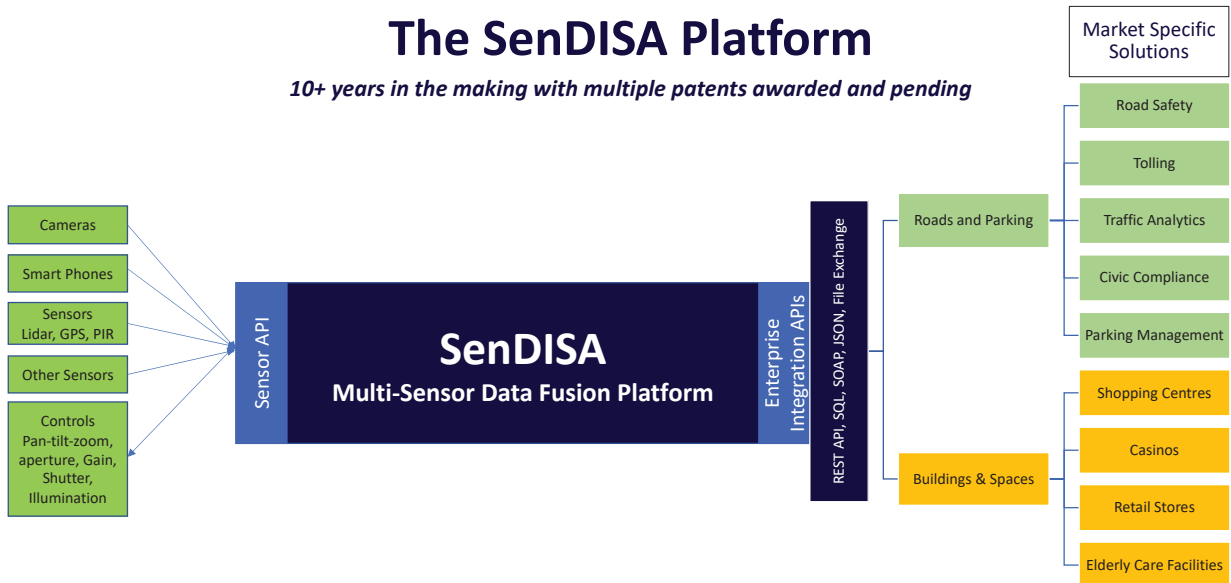 The SenDISA Platform
10+ years in the making with multiple patents awarded and pending
Market Specific
Solutions
Cameras
Smart Phones
Sensors
Lidar, GPS, PIR
Other Sensors
Controls
Pan-tilt-zoom,
aperture, Gain,
Shutter,
Illumination
Sensor API
SenDISA
Multi-Sensor Data Fusion Platform
Enterprise
Integration APIs
REST API, SQL, SOAP, JSON, File Exchange
Roads and Parking
Road Safety
Tolling
Traffic Analytics
Civic Compliance
Parking Management
Buildings & Spaces
Shopping Centres
Casinos
Retail Stores
Elderly Care Facilities